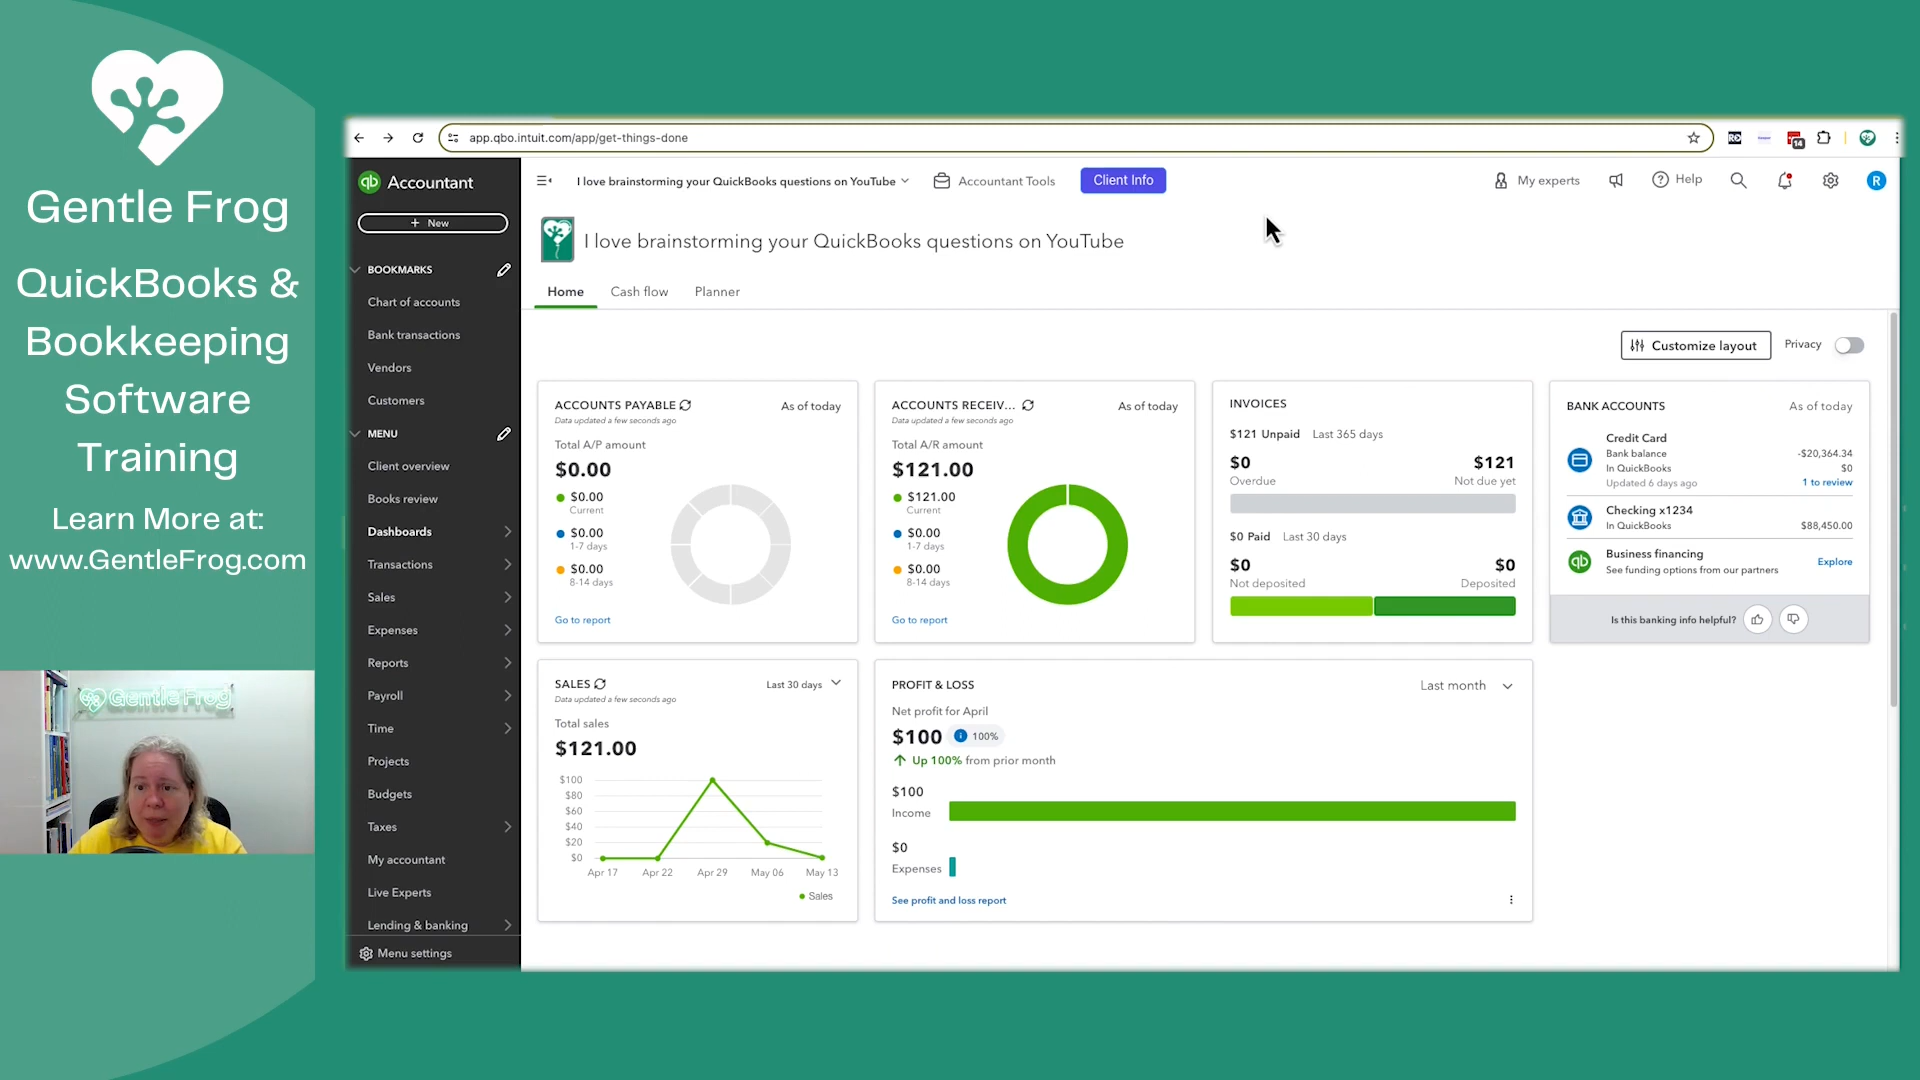 Gentle Frog
QuickBooks &
Bookkeeping
Software
Training
Learn More at:
www.GentleFrog.com
Gentle Frog
app.qbo.intuit.com/app/get-things-done
14
qb Accountant
+ New
BOOKMARKS
Chart of accounts
Bank transactions
Vendors
Customers
MENU
Client overview
Books review
Dashboards
Transactions
Sales
Expenses
Reports
Payroll
Time
Projects
Budgets
Taxes
My accountant
Live Experts
Lending & banking
Menu settings
I love brainstorming your QuickBooks questions on YouTube
Accountant Tools
Client Info
My experts
Help
R
I love brainstorming your QuickBooks questions on YouTube
Home Cash flow Planner
Customize layout
Privacy
ACCOUNTS PAYABLE As of today
Data updated a few seconds ago
Total A/P amount
$0.00
$0.00
Current
$0.00
1-7 days
$0.00
8-14 days
Go to report
ACCOUNTS RECEIV... As of today
Data updated a few seconds ago
Total A/R amount
$121.00
$121.00
Current
$0.00
1-7 days
$0.00
8-14 days
Go to report
INVOICES
$121 Unpaid Last 365 days
$0 $121
Overdue Not due yet
$0 Paid Last 30 days
$0 $0
Not deposited Deposited
BANK ACCOUNTS As of today
Credit Card
Bank balance -$20,364.34
In QuickBooks $0
Updated 6 days ago 1 to review
Checking x1234
In QuickBooks $88,450.00
qb Business financing
See funding options from our partners Explore
Is this banking info helpful?
SALES Last 30 days
Data updated a few seconds ago
Total sales
$121.00
$100
$80
$60
$40
$20
$0
Apr 17 Apr 22 Apr 29 May 06 May 13
Sales
PROFIT & LOSS Last month
Net profit for April
$100 100%
Up 100% from prior month
$100
Income
$0
Expenses
See profit and loss report